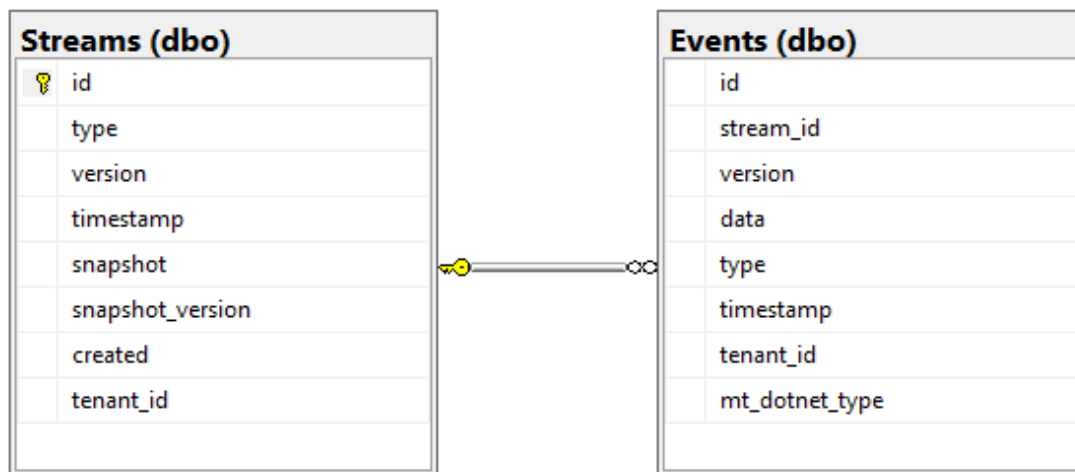 Streams (dbo)
id
type
version
timestamp
snapshot
snapshot_version
created
tenant_id
Events (dbo)
id
stream_id
version
data
type
timestamp
tenant_id
mt_dotnet_type